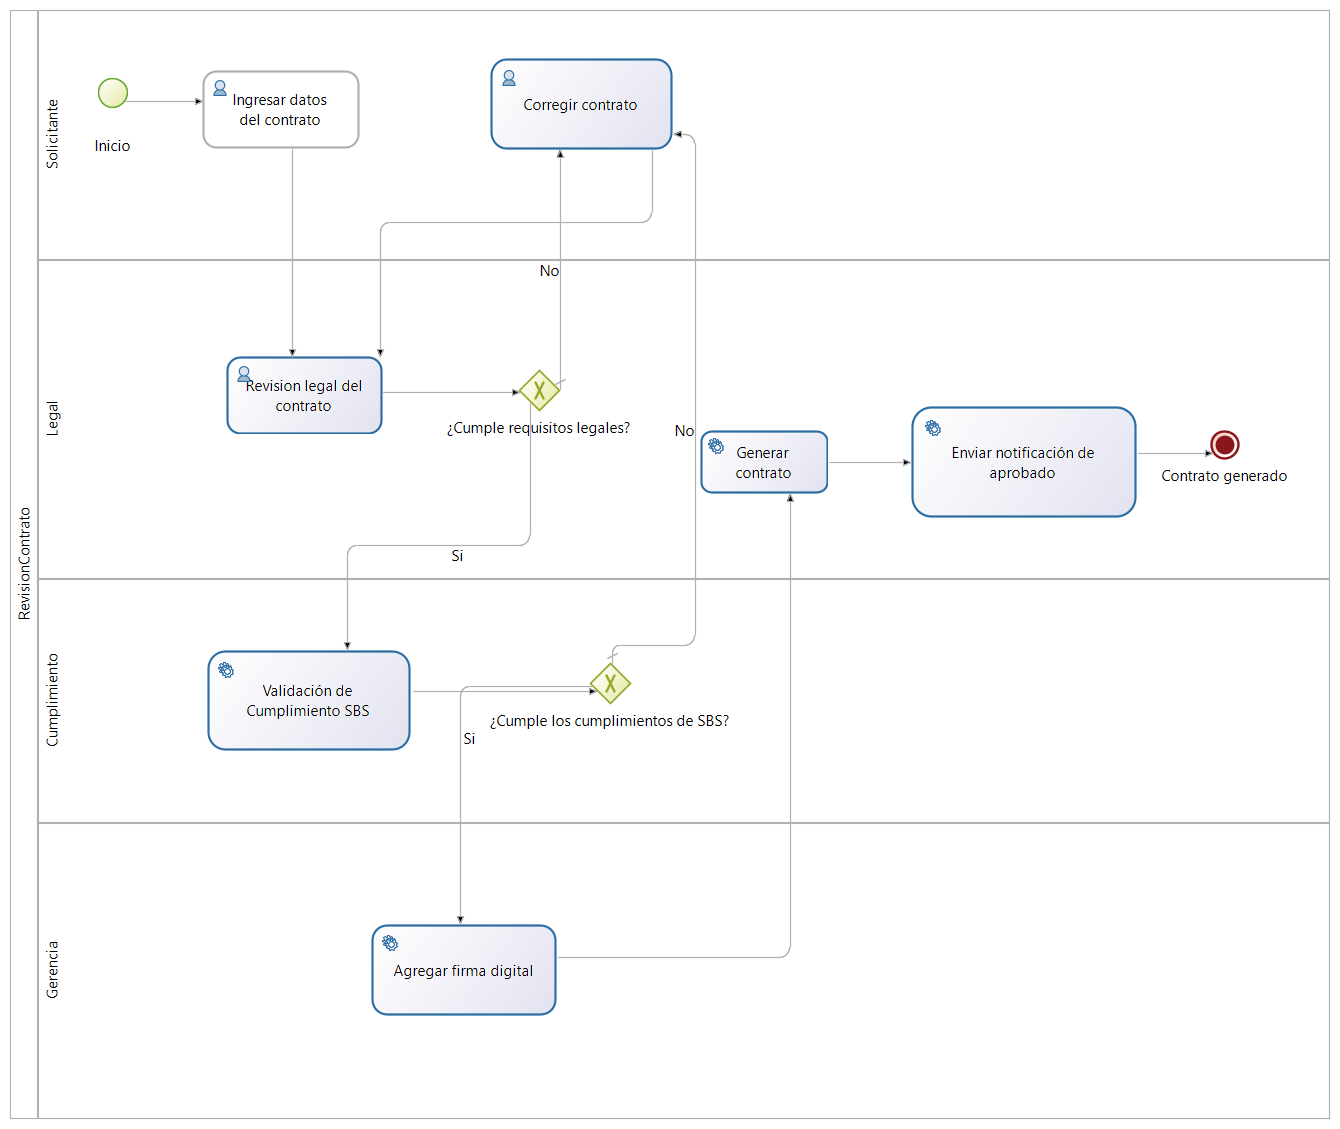 RevisionContrato
Solicitante
Inicio
Ingresar datos
del contrato
Corregir contrato
No
Legal
Revision legal del
contrato
¿Cumple requisitos legales?
No
Generar
contrato
Enviar notificación de
aprobado
Contrato generado
Si
Cumplimiento
Validación de
Cumplimiento SBS
¿Cumple los cumplimientos de SBS?
Si
Gerencia
Agregar firma digital